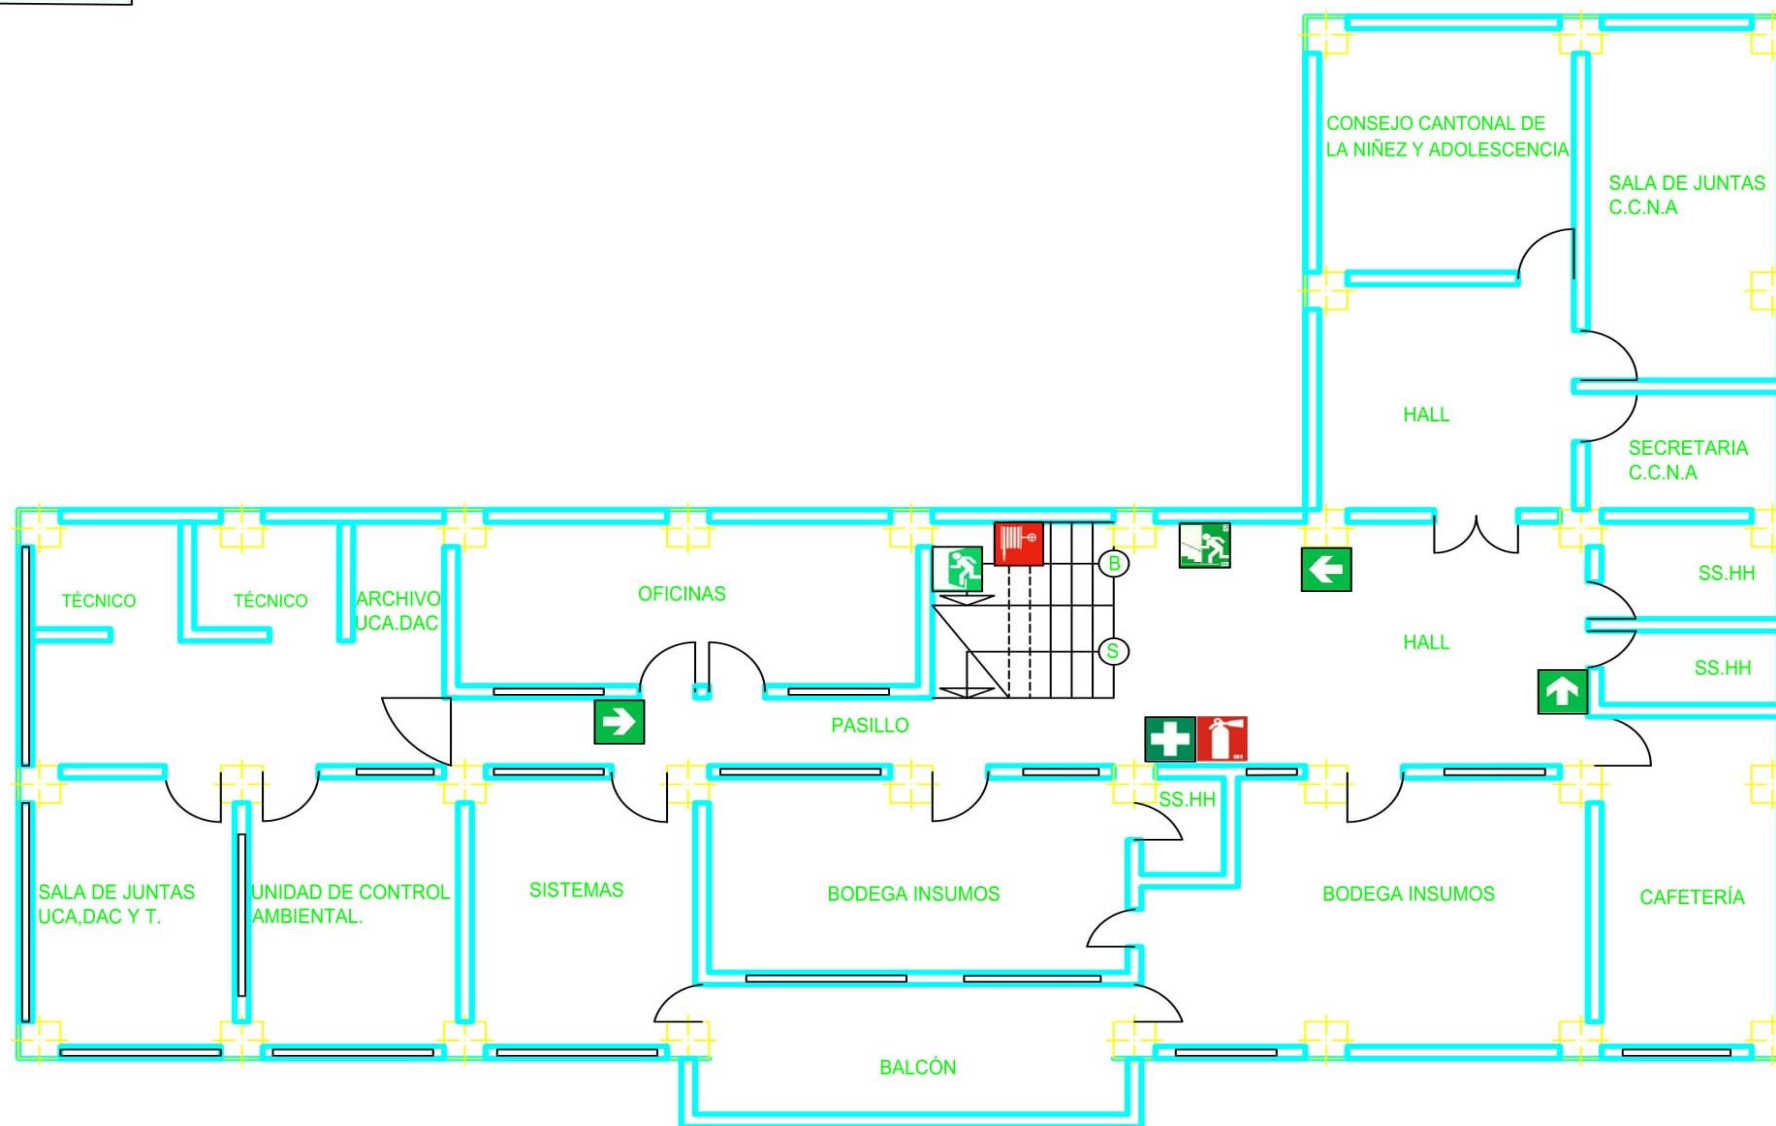 CONSEJO CANTONAL DE
LA NIÑEZ Y ADOLESCENCIA
SALA DE JUNTAS
C.C.N.A
HALL
SECRETARIA
C.C.N.A
TÉCNICO
TÉCNICO
ARCHIVO
UCA.DAC
OFICINAS
B
S
HALL
SS.HH
SS.HH
PASILLO
SS.HH
SALA DE JUNTAS
UCA,DAC Y T.
UNIDAD DE CONTROL
AMBIENTAL.
SISTEMAS
BODEGA INSUMOS
BODEGA INSUMOS
CAFETERÍA
BALCÓN